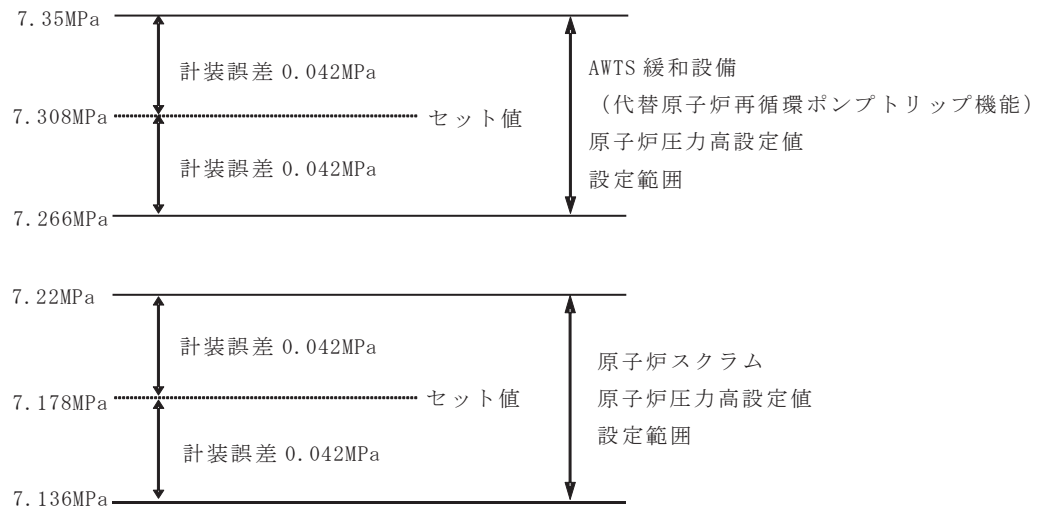 7.35MPa
計装誤差 0.042MPa
7.308MPa
セット値
計装誤差 0.042MPa
7.266MPa
AWTS 緩和設備
（代替原子炉再循環ポンプトリップ機能）
原子炉圧力高設定値
設定範囲
7.22MPa
計装誤差 0.042MPa
7.178MPa
セット値
計装誤差 0.042MPa
7.136MPa
原子炉スクラム
原子炉圧力高設定値
設定範囲